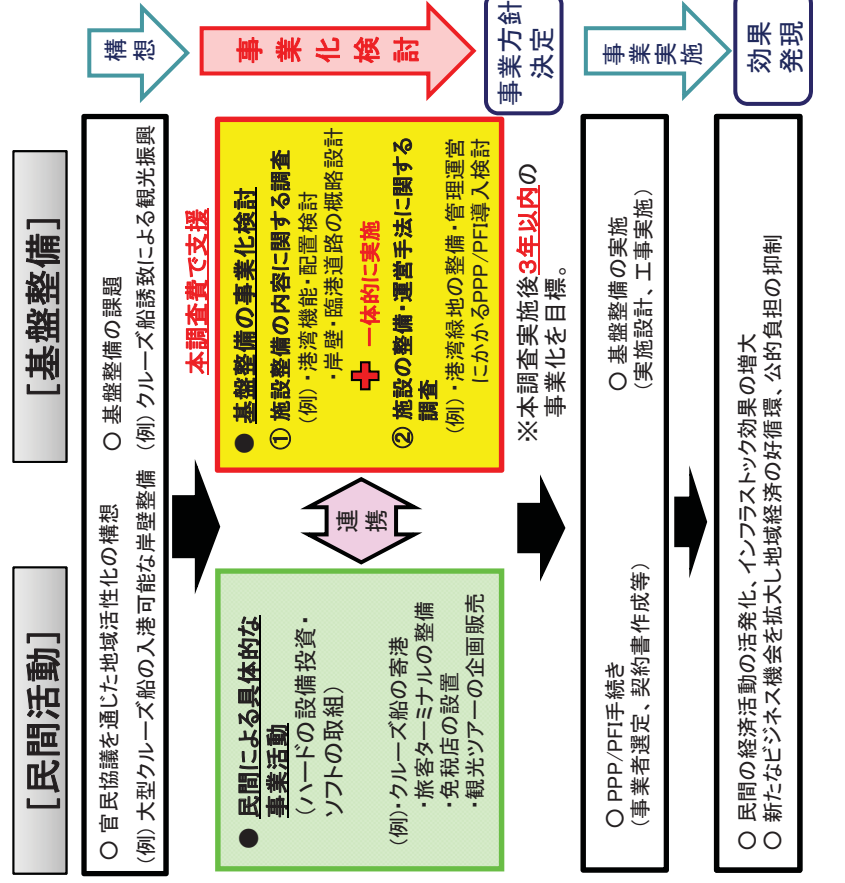 [民間活動]
[基盤整備]
構想
○ 官民協議を通じた地域活性化の構想
(例) 大型クルーズ船の入港可能な岸壁整備
○ 基盤整備の課題
(例) クルーズ船誘致による観光振興
事業化検討
本調査費で支援
● 民間による具体的な
事業活動
(ハードの設備投資・
ソフトの取組)
(例)・クルーズ船の寄港
・旅客ターミナルの整備
・免税店の設置
・観光ツアーの企画販売
連携
● 基盤整備の事業化検討
① 施設整備の内容に関する調査
(例)・港湾機能・配置検討
・岸壁・臨港道路の概略設計
一体的に実施
② 施設の整備・運営手法に関する
調査
(例)・港湾緑地の整備・管理運営
にかかるPPP/PFI導入検討
事業方針
決定
※本調査実施後3年以内の
事業化を目標。
事業実施
○ PPP/PFI手続き
(事業者選定、契約書作成等)
○ 基盤整備の実施
(実施設計、工事実施)
効果
発現
○ 民間の経済活動の活発化、インフラストック効果の増大
○ 新たなビジネス機会を拡大し地域経済の好循環、公的負担の抑制